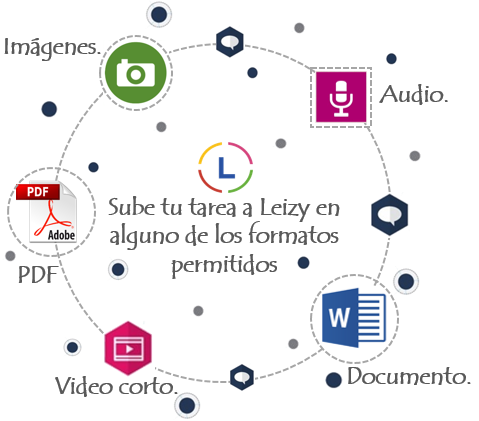 Imágenes.
Audio.
L
Sube tu tarea a Leizy en
alguno de los formatos
permitidos
PDF
Adobe
PDF
W
Video corto.
Documento.